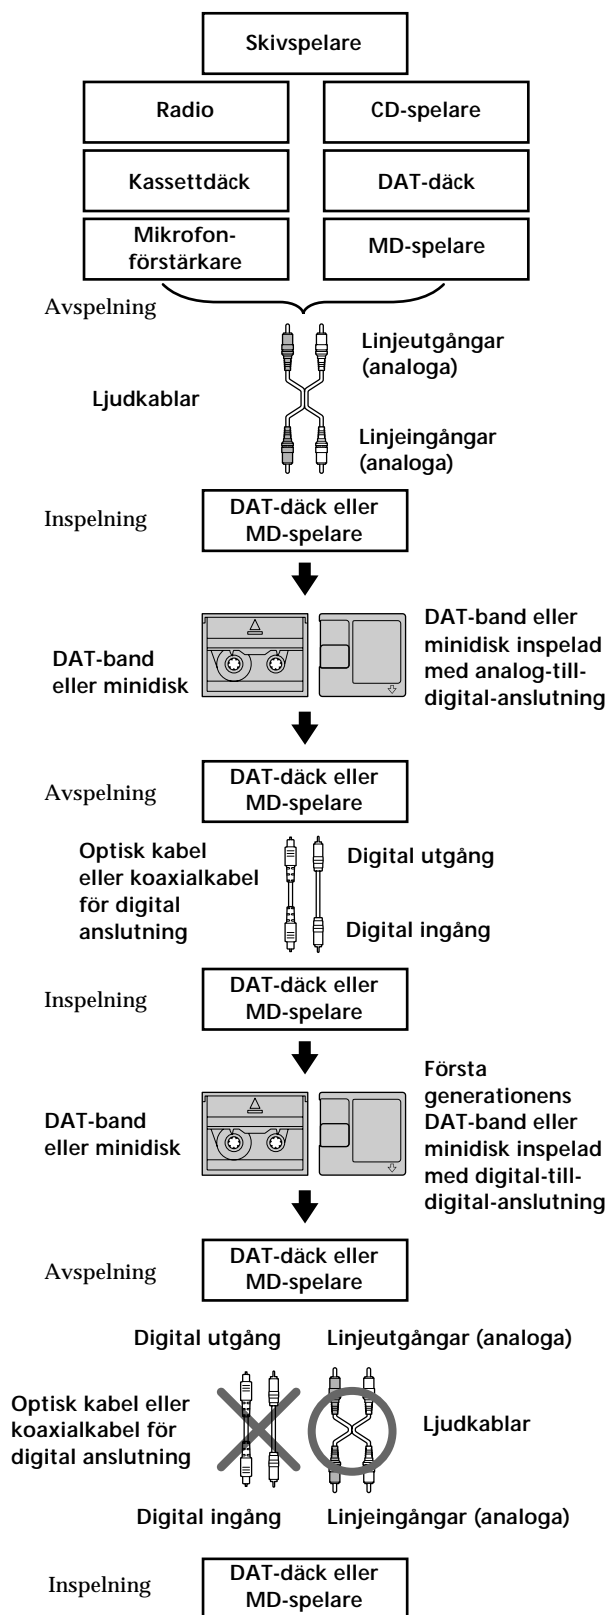 Skivspelare
Radio
CD-spelare
Kassettdäck
DAT-däck
Mikrofon-
förstärkare
MD-spelare
Avspelning
Linjeutgångar
(analoga)
Ljudkablar
Linjeingångar
(analoga)
Inspelning
DAT-däck eller
MD-spelare
DAT-band
eller minidisk
DAT-band eller
minidisk inspelad
med analog-till-
digital-anslutning
Avspelning
DAT-däck eller
MD-spelare
Optisk kabel
eller koaxialkabel
för digital
anslutning
Digital utgång
Digital ingång
Inspelning
DAT-däck eller
MD-spelare
DAT-band
eller minidisk
Första
generationens
DAT-band eller
minidisk inspelad
med digital-till-
digital-anslutning
Avspelning
DAT-däck eller
MD-spelare
Digital utgång
Linjeutgångar (analoga)
Optisk kabel eller
koaxialkabel för
digital anslutning
Ljudkablar
Digital ingång
Linjeingångar (analoga)
Inspelning
DAT-däck eller
MD-spelare